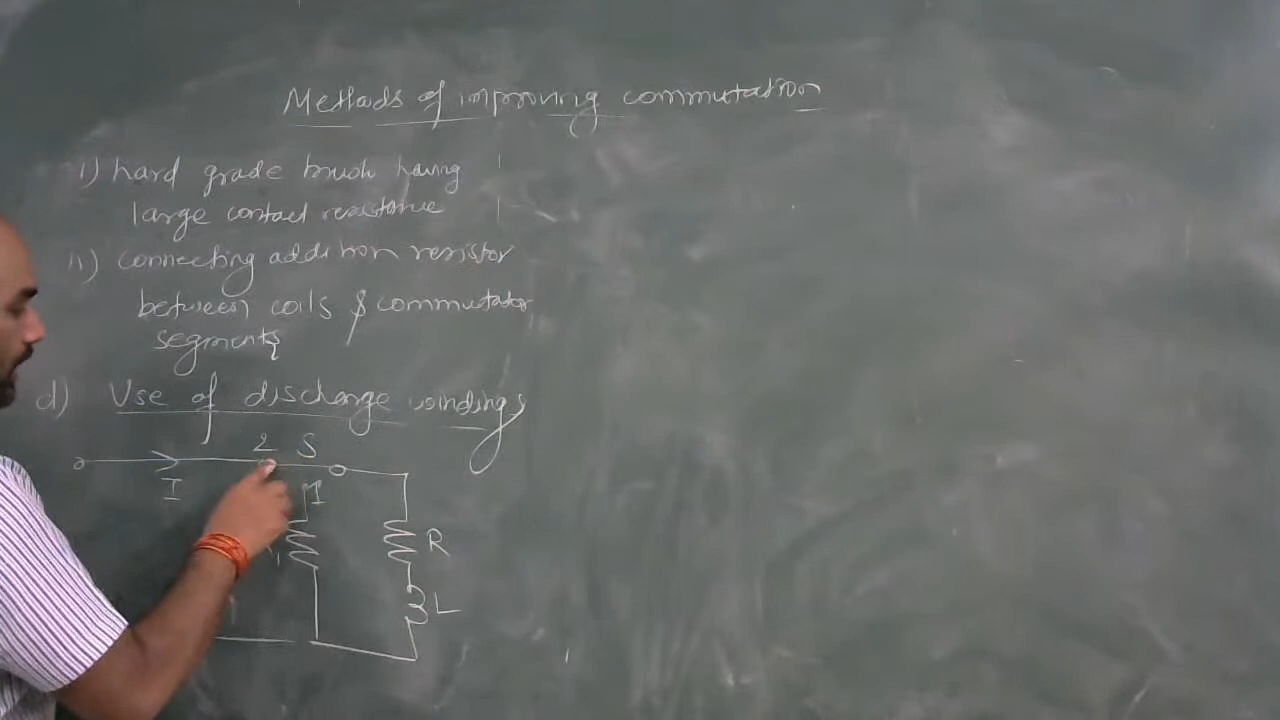 Methods of improving commutation
i) hard grade brush having
large contact resistance
ii) connecting addition resistor
between coils & commutator
segments
d) Use of discharge windings
2 S
I
1
R
L